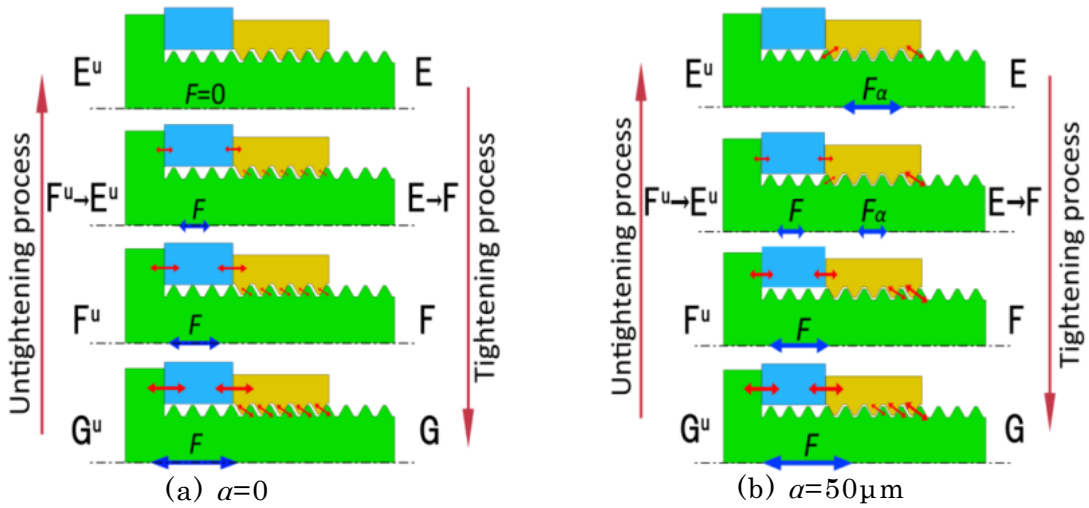 Untightening process
Eᵘ
F=0
E
Fᵘ→Eᵘ
F
E→F
Fᵘ
F
F
Gᵘ
F
G
Tightening process
(a) α=0
Untightening process
Eᵘ
Fα
E
Fᵘ→Eᵘ
F
Fα
E→F
Fᵘ
F
F
Gᵘ
F
G
Tightening process
(b) α=50μm